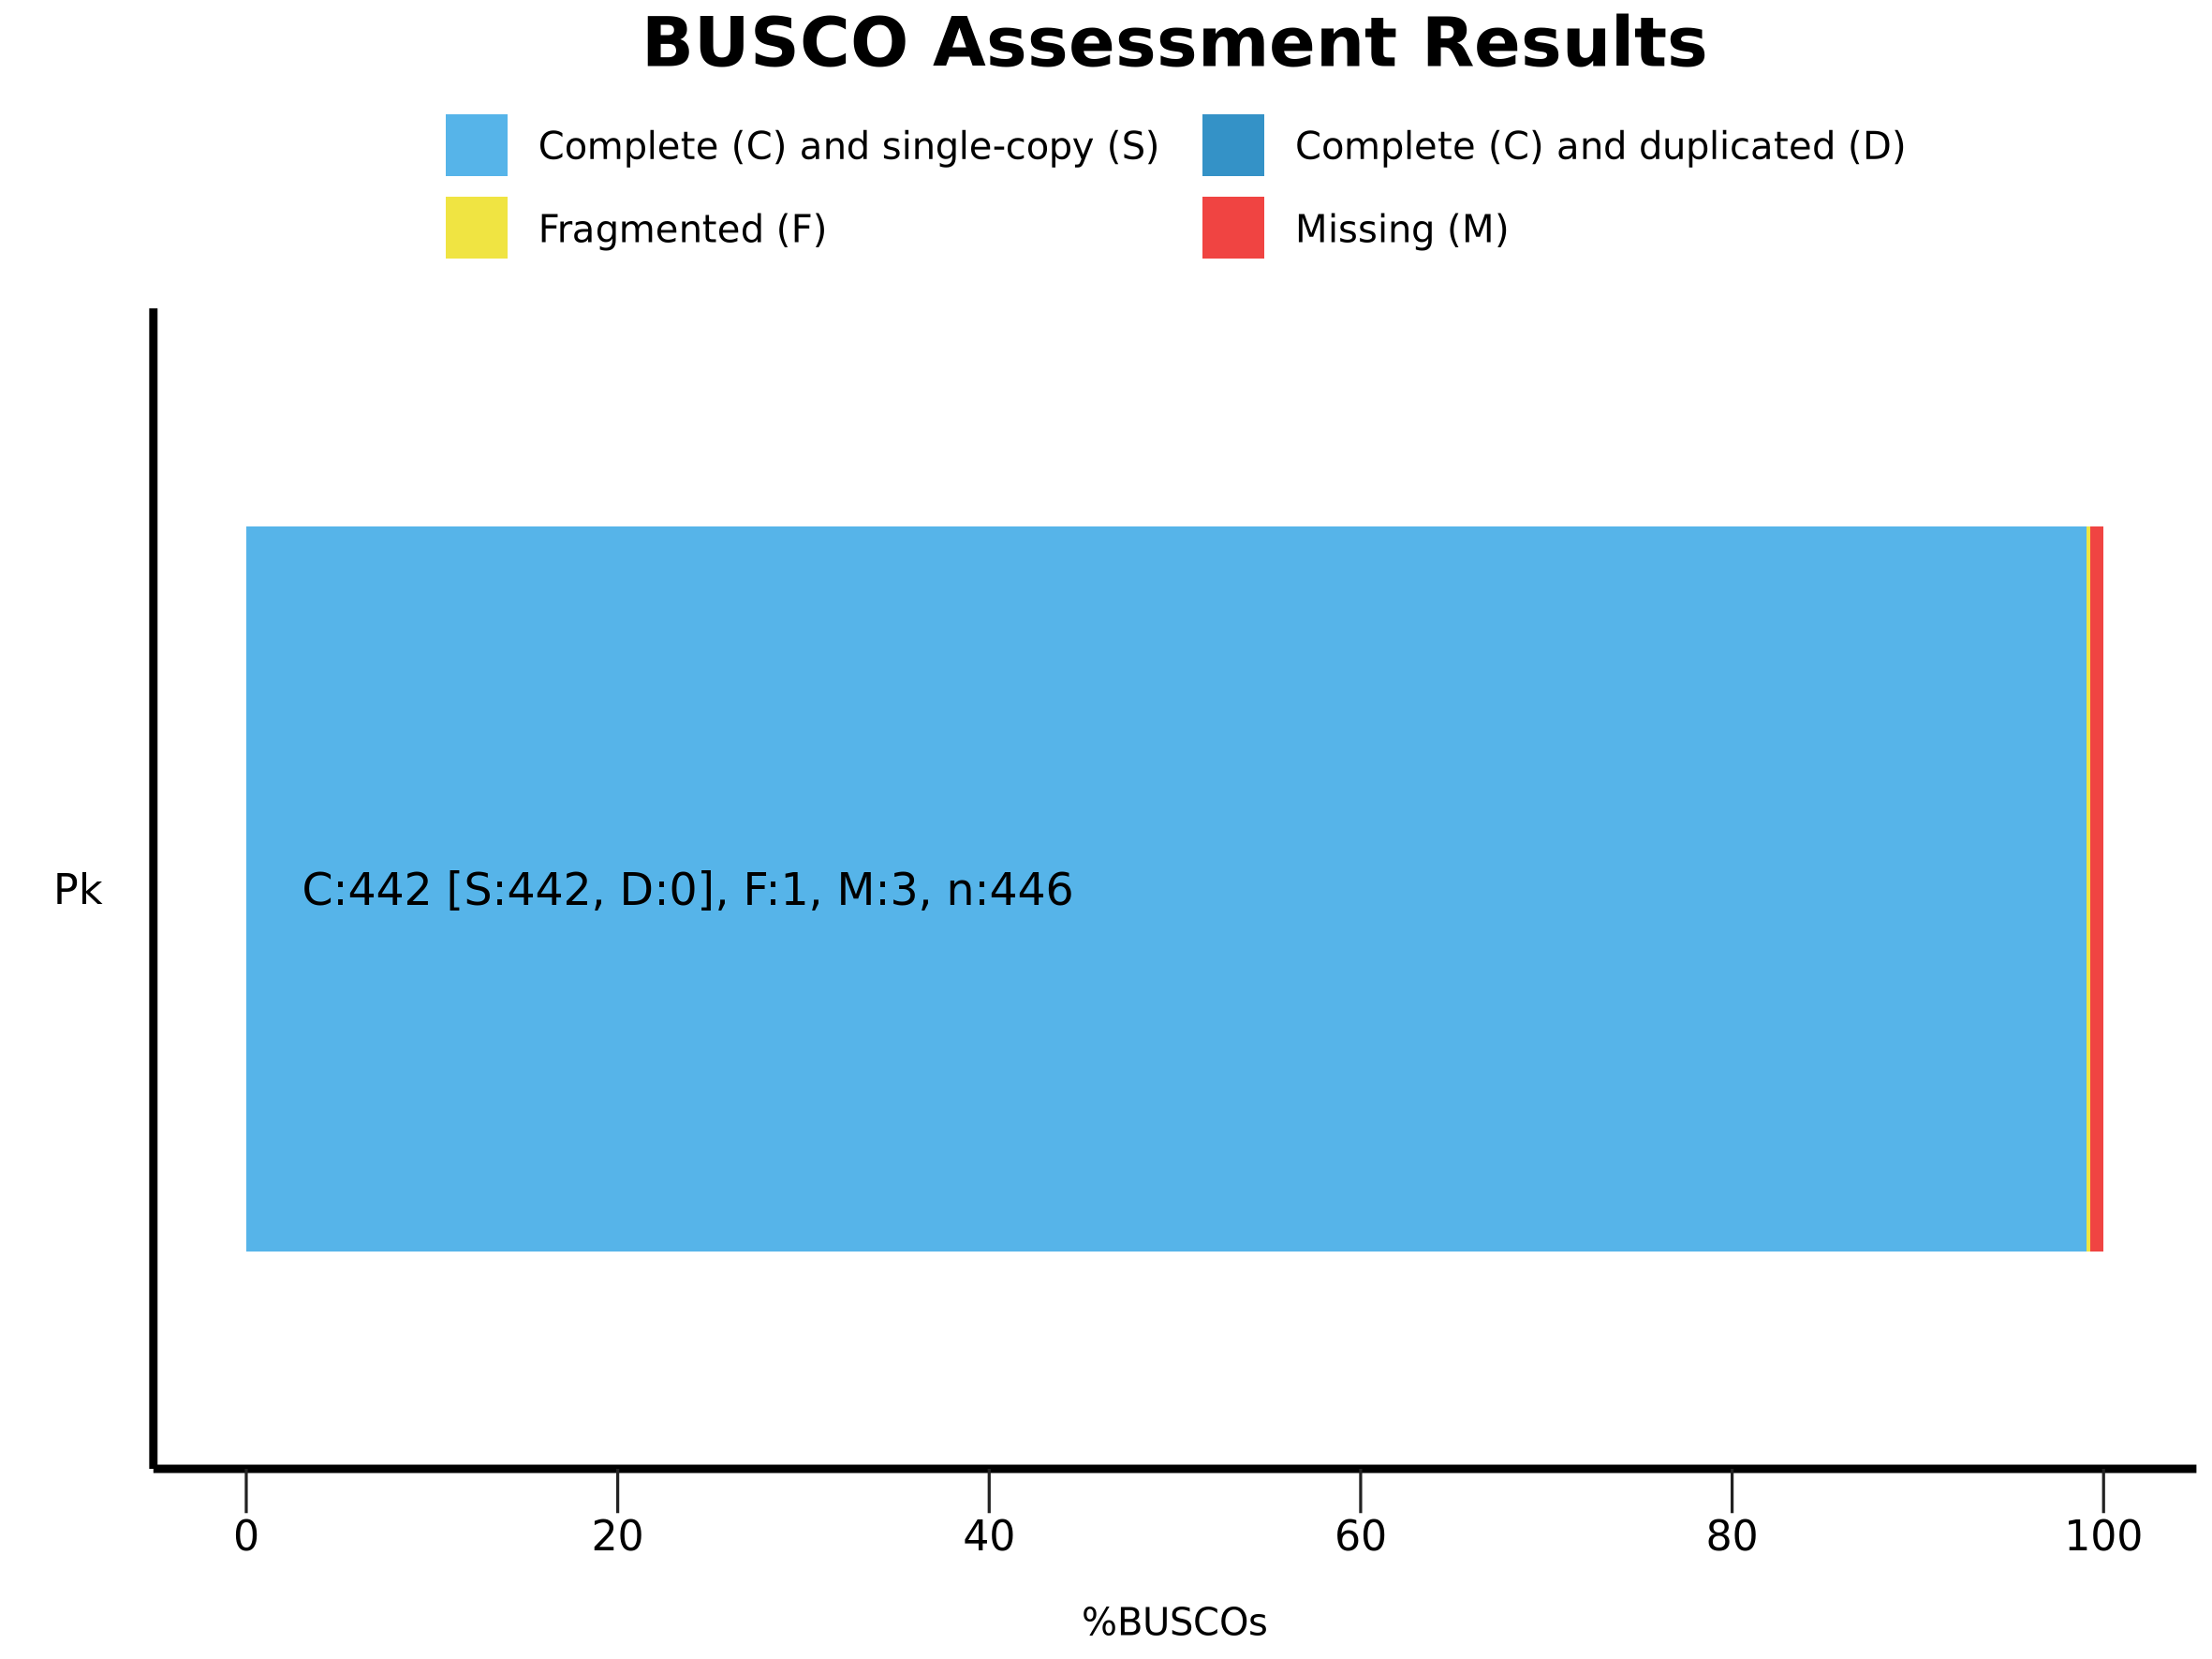 BUSCO Assessment Results
Complete (C) and single-copy (S)
Complete (C) and duplicated (D)
Fragmented (F)
Missing (M)
Pk
C:442 [S:442, D:0], F:1, M:3, n:446
0 20 40 60 80 100
%BUSCOs